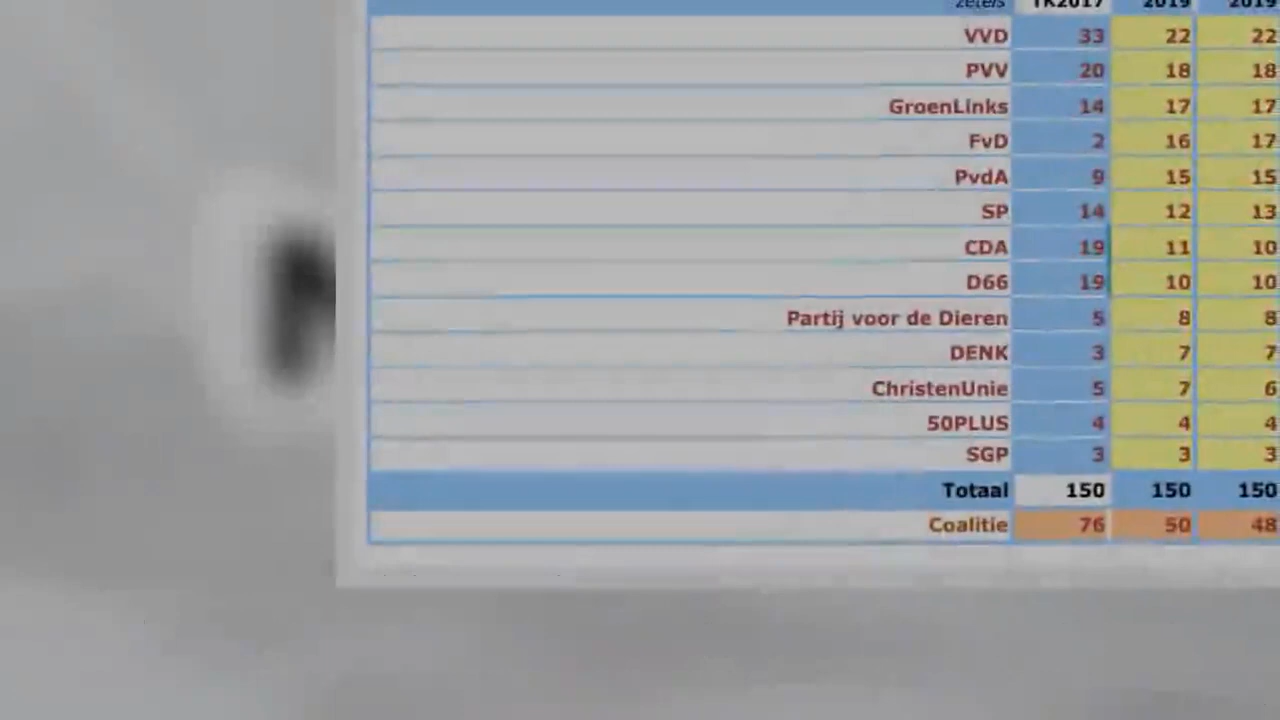 zetels TK2017 2019 2019
VVD 33 22 22
PVV 20 18 18
GroenLinks 14 17 17
FvD 2 16 17
PvdA 9 15 15
SP 14 12 13
CDA 19 11 10
D66 19 10 10
Partij voor de Dieren 5 8 8
DENK 3 7 7
ChristenUnie 5 7 6
50PLUS 4 4 4
SGP 3 3 3
Totaal 150 150 150
Coalitie 76 50 48